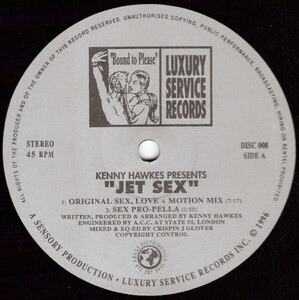 ALL RIGHTS OF THE PRODUCER AND OF THE OWNER OF THIS RECORD RESERVED. UNAUTHORISED COPYING, PUBLIC PERFORMANCE, BROADCASTING, HIRING OR RENTAL PROHIBITED
"Bound to Please"
LUXURY
SERVICE
RECORDS
STEREO
45 RPM
DISC 008
SIDE A
KENNY HAWKES PRESENTS
"JET SEX"
1: ORIGINAL SEX, LOVE + MOTION MIX (7:17)
2: SEX PRO-PELLA (1:50)
WRITTEN, PRODUCED & ARRANGED BY KENNY HAWKES
ENGINEERED BY A.C.C. AT STATE 51, LONDON
MIXED & EQ-ED BY CRISPIN J GLOVER
COPYRIGHT CONTROL
A SENSORY PRODUCTION - LUXURY SERVICE RECORDS INC. © 1996